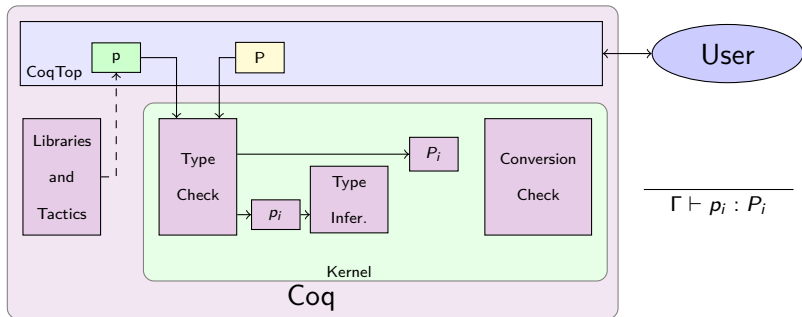 p
P
CoqTop
User
Libraries
and
Tactics
Type
Check
P_i
p_i
Type
Infer.
Conversion
Check
Γ ⊢ p_i : P_i
Kernel
Coq